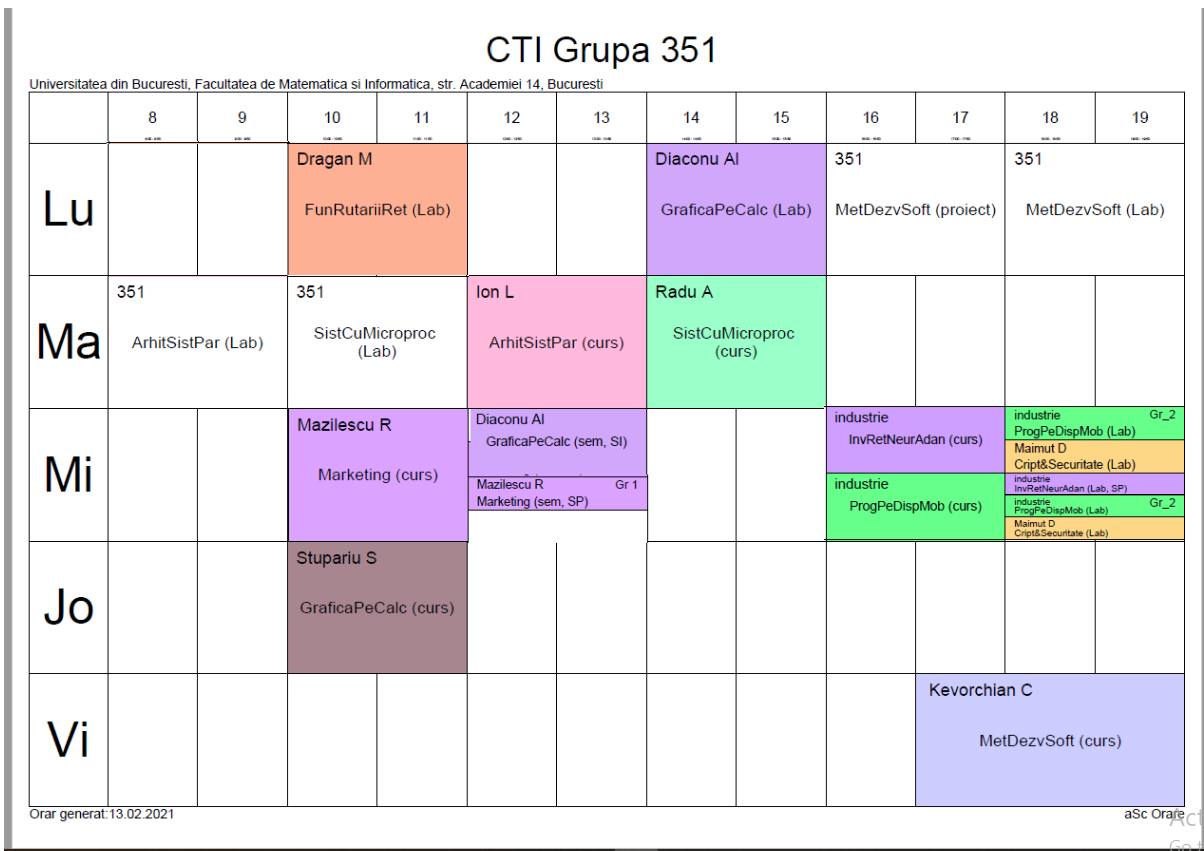 CTI Grupa 351
Universitatea din Bucuresti, Facultatea de Matematica si Informatica, str. Academiei 14, Bucuresti
8 9 10 11 12 13 14 15 16 17 18 19
Lu
Dragan M
FunRutariiRet (Lab)
Diaconu Al
GraficaPeCalc (Lab)
351
MetDezvSoft (proiect)
351
MetDezvSoft (Lab)
Ma
351
ArhitSistPar (Lab)
351
SistCuMicroproc
(Lab)
Ion L
ArhitSistPar (curs)
Radu A
SistCuMicroproc
(curs)
Mi
Mazilescu R
Marketing (curs)
Diaconu Al
GraficaPeCalc (sem, SI)
Mazilescu R Gr 1
Marketing (sem, SP)
industrie
InvRetNeurAdan (curs)
industrie
ProgPeDispMob (curs)
industrie Gr_2
ProgPeDispMob (Lab)
Maimut D
Cript&Securitate (Lab)
industrie
InvRetNeurAdan (Lab, SP)
industrie Gr_2
ProgPeDispMob (Lab)
Maimut D
Cript&Securitate (Lab)
Jo
Stupariu S
GraficaPeCalc (curs)
Vi
Kevorchian C
MetDezvSoft (curs)
Orar generat:13.02.2021
aSc Orare
Act
Go